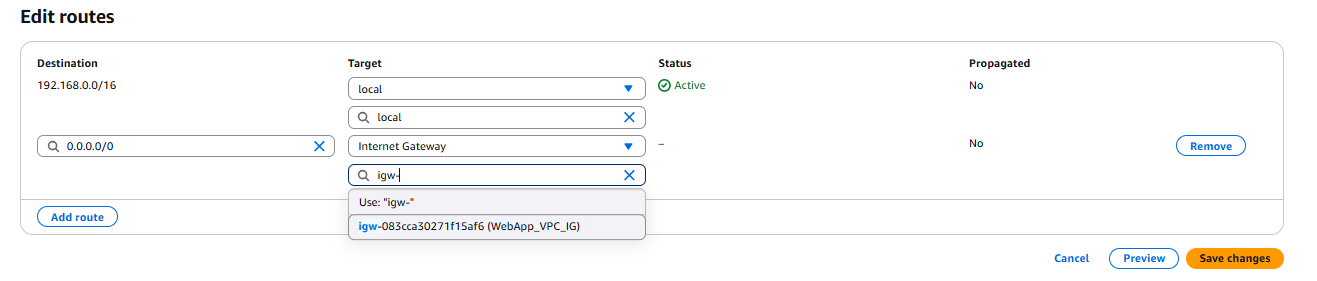 Edit routes
Destination Target Status Propagated
192.168.0.0/16 local Active No
local
0.0.0.0/0 Internet Gateway – No Remove
igw-
Use: "igw-"
Add route igw-083cca30271f15af6 (WebApp_VPC_IG)
Cancel Preview Save changes